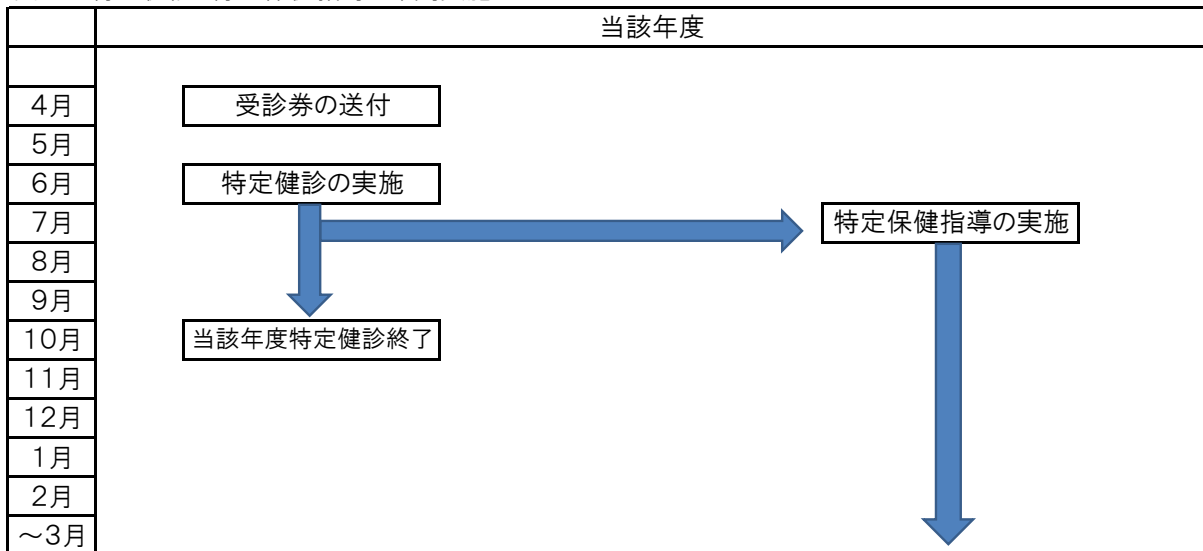 当該年度
4月 受診券の送付
5月
6月 特定健診の実施
7月 特定保健指導の実施
8月
9月
10月 当該年度特定健診終了
11月
12月
1月
2月
～3月